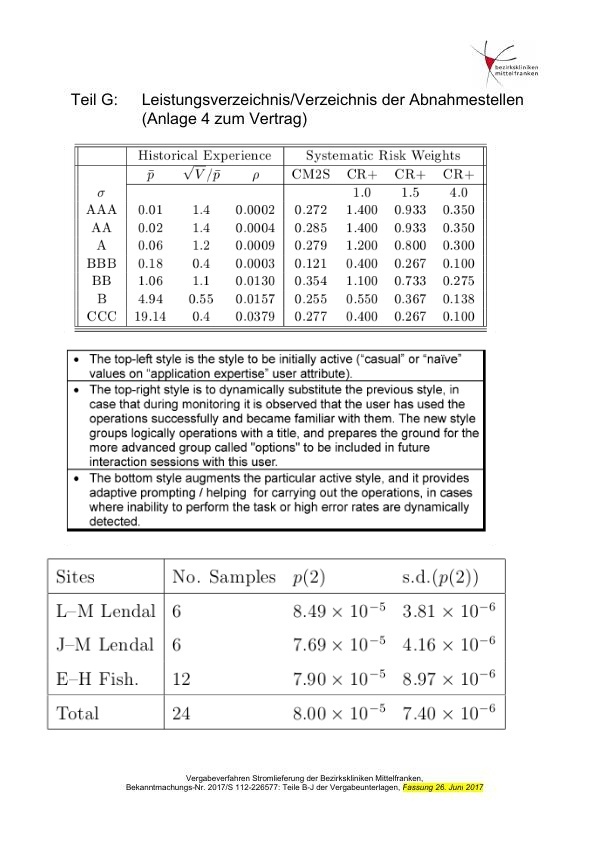 bezirkskliniken
mittelfranken
Teil G: Leistungsverzeichnis/Verzeichnis der Abnahmestellen
(Anlage 4 zum Vertrag)
Historical Experience Systematic Risk Weights
p̄ √V/p̄ ρ CM2S CR+ CR+ CR+
σ 1.0 1.5 4.0
AAA 0.01 1.4 0.0002 0.272 1.400 0.933 0.350
AA 0.02 1.4 0.0004 0.285 1.400 0.933 0.350
A 0.06 1.2 0.0009 0.279 1.200 0.800 0.300
BBB 0.18 0.4 0.0003 0.121 0.400 0.267 0.100
BB 1.06 1.1 0.0130 0.354 1.100 0.733 0.275
B 4.94 0.55 0.0157 0.255 0.550 0.367 0.138
CCC 19.14 0.4 0.0379 0.277 0.400 0.267 0.100
• The top-left style is the style to be initially active (“casual” or “naïve”
values on “application expertise” user attribute).
• The top-right style is to dynamically substitute the previous style, in
case that during monitoring it is observed that the user has used the
operations successfully and became familiar with them. The new style
groups logically operations with a title, and prepares the ground for the
more advanced group called "options" to be included in future
interaction sessions with this user.
• The bottom style augments the particular active style, and it provides
adaptive prompting / helping for carrying out the operations, in cases
where inability to perform the task or high error rates are dynamically
detected.
Sites No. Samples p(2) s.d.(p(2))
L–M Lendal 6 8.49 × 10⁻⁵ 3.81 × 10⁻⁶
J–M Lendal 6 7.69 × 10⁻⁵ 4.16 × 10⁻⁶
E–H Fish. 12 7.90 × 10⁻⁵ 8.97 × 10⁻⁶
Total 24 8.00 × 10⁻⁵ 7.40 × 10⁻⁶
Vergabeverfahren Stromlieferung der Bezirkskliniken Mittelfranken,
Bekanntmachungs-Nr. 2017/S 112-226577: Teile B-J der Vergabeunterlagen, Fassung 26. Juni 2017